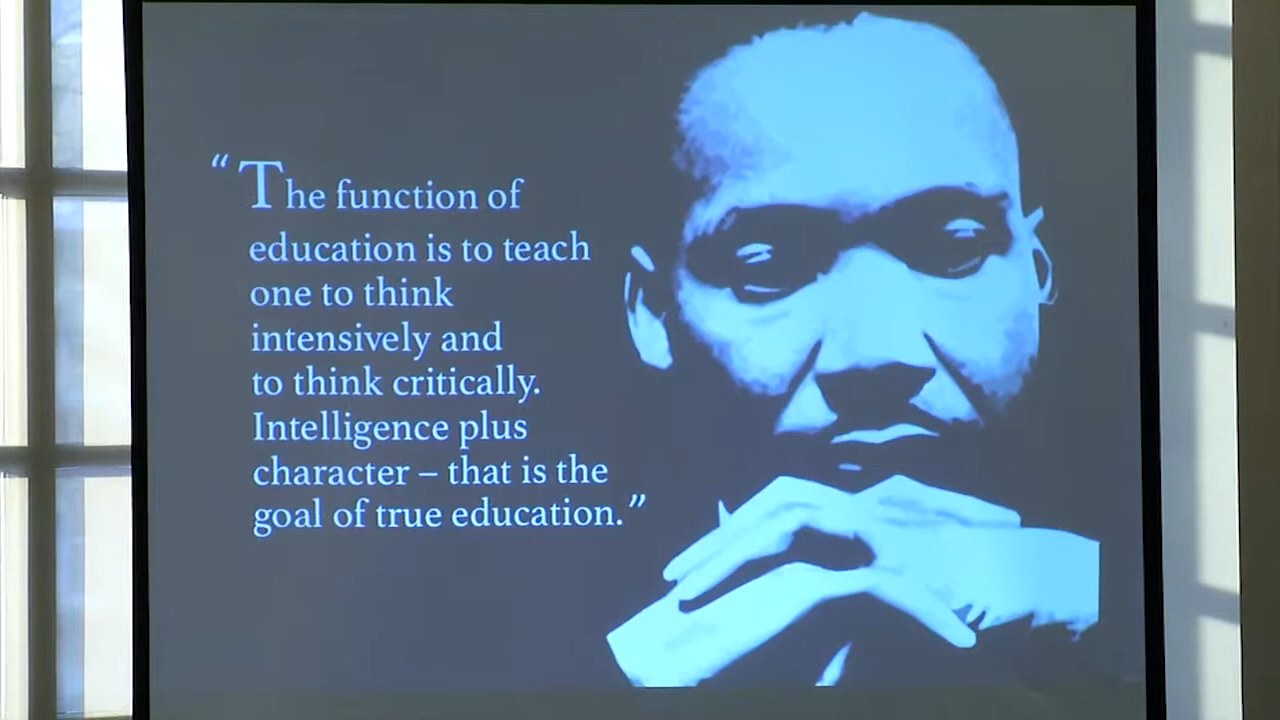 “The function of
education is to teach
one to think
intensively and
to think critically.
Intelligence plus
character – that is the
goal of true education.”